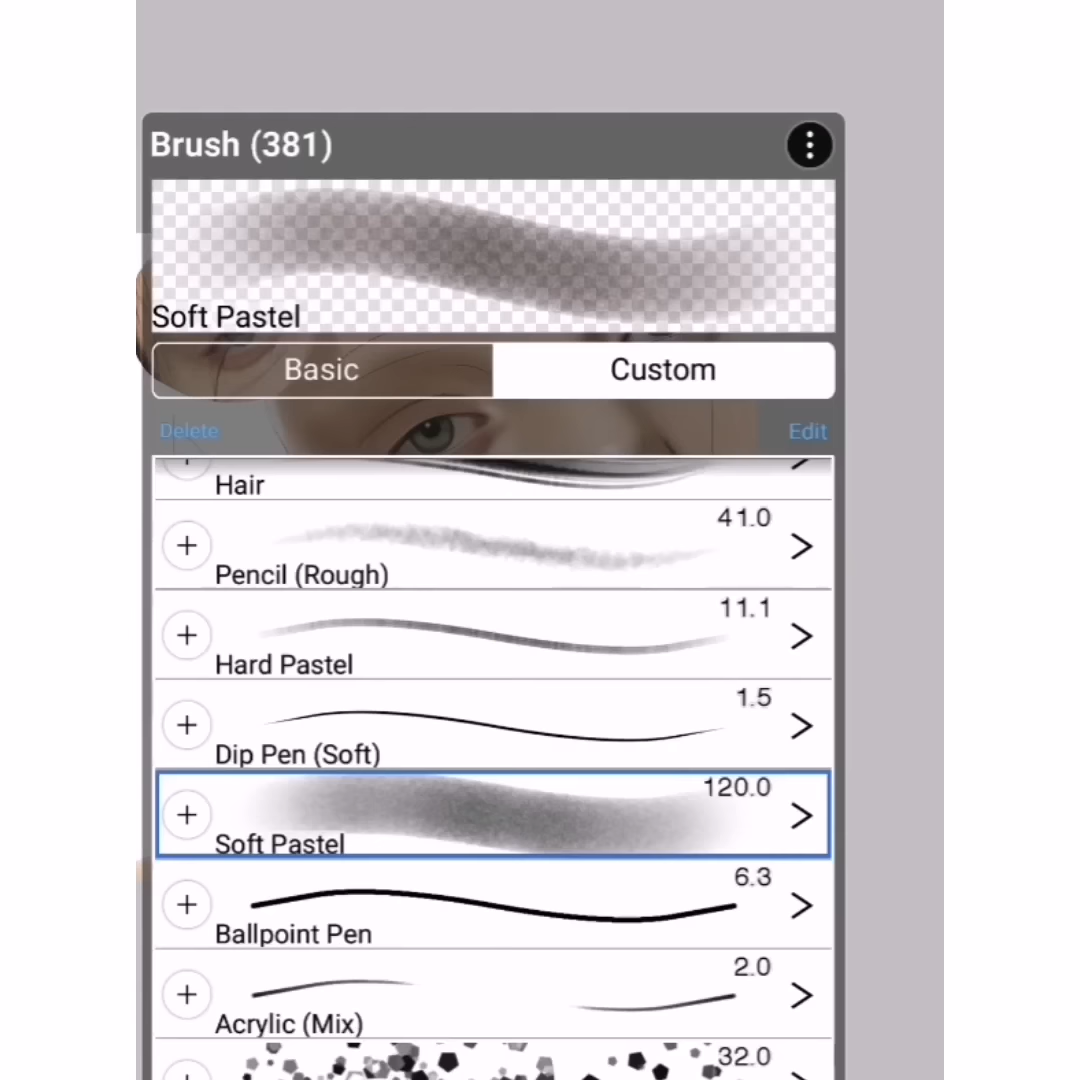 Brush (381)
Soft Pastel
Basic
Custom
Delete
Edit
Hair
41.0
Pencil (Rough)
11.1
Hard Pastel
1.5
Dip Pen (Soft)
120.0
Soft Pastel
6.3
Ballpoint Pen
2.0
Acrylic (Mix)
32.0